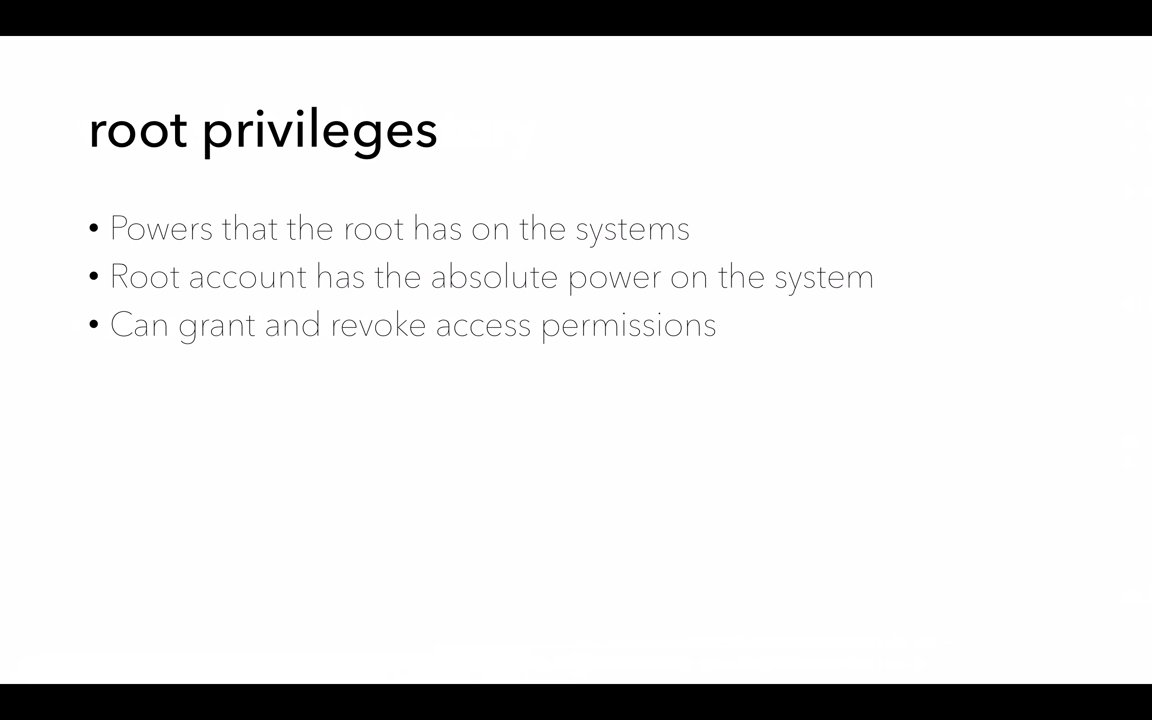 root privileges
• Powers that the root has on the systems
• Root account has the absolute power on the system
• Can grant and revoke access permissions